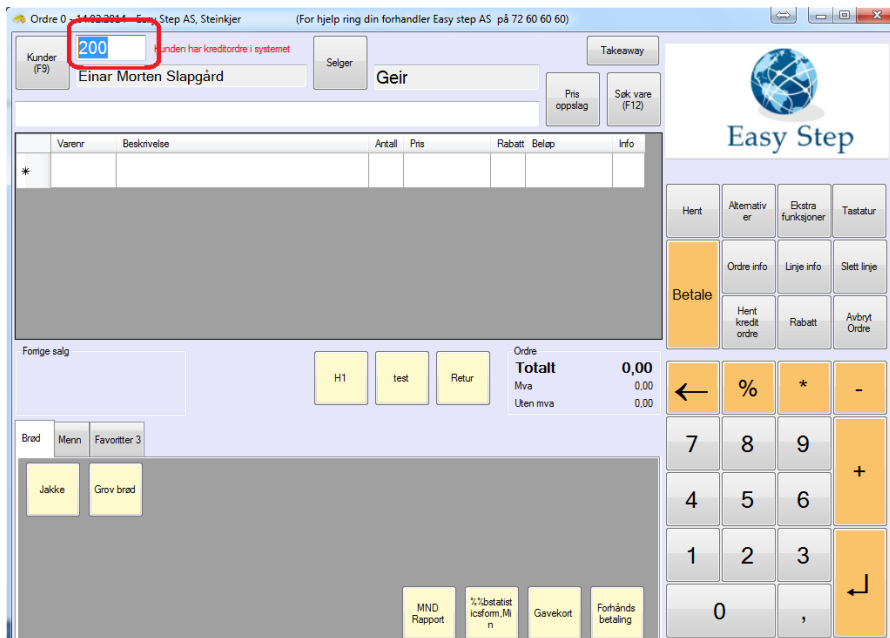 Ordre 0 - 14.02.2014 - Easy Step AS, Steinkjer (For hjelp ring din forhandler Easy step AS på 72 60 60 60)
Kunder
(F9)
200
Kunden har kreditordre i systemet
Einar Morten Slapgård
Selger
Geir
Takeaway
Pris
oppslag
Søk vare
(F12)
Easy Step
Varenr Beskrivelse Antall Pris Rabatt Beløp Info
*
Hent
Alternativ
er
Ekstra
funksjoner
Tastatur
Betale
Ordre info
Linje info
Slett linje
Hent
kredit
ordre
Rabatt
Avbryt
Ordre
Forrige salg
H1
test
Retur
Ordre
Totalt 0,00
Mva 0,00
Uten mva 0,00
← % * -
Brød Menn Favoritter 3
Jakke
Grov brød
7 8 9
+
4 5 6
1 2 3
0 ,
MND
Rapport
%%bstatist
icsform,Mi
n
Gavekort
Forhånds
betaling